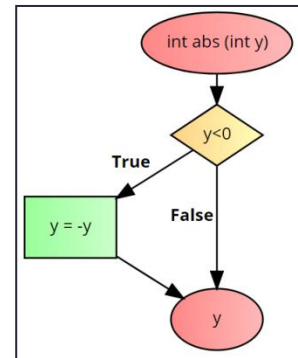 int abs (int y)
y<0
True
False
y = -y
y